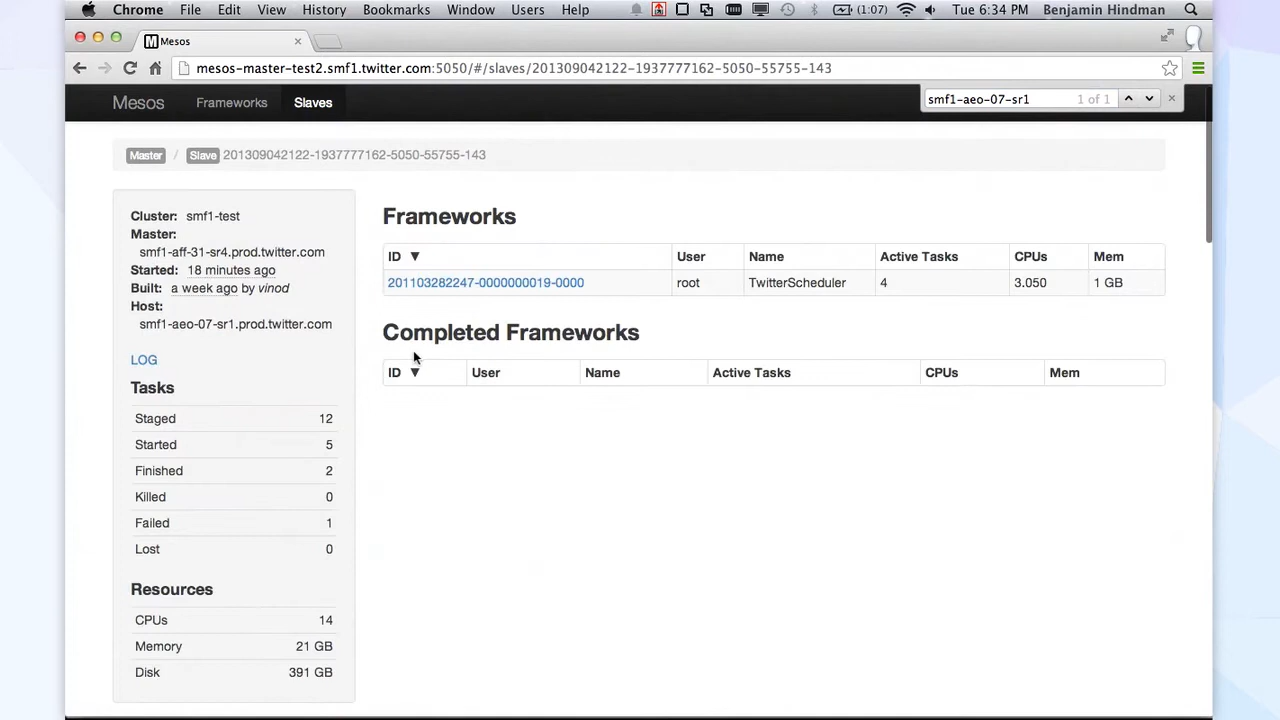 Chrome File Edit View History Bookmarks Window Users Help (1:07) Tue 6:34 PM Benjamin Hindman
M Mesos
mesos-master-test2.smf1.twitter.com:5050/#/slaves/201309042122-1937777162-5050-55755-143
Mesos Frameworks Slaves smf1-aeo-07-sr1 1 of 1
Master / Slave 201309042122-1937777162-5050-55755-143
Cluster: smf1-test
Master:
smf1-aff-31-sr4.prod.twitter.com
Started: 18 minutes ago
Built: a week ago by vinod
Host:
smf1-aeo-07-sr1.prod.twitter.com
LOG
Tasks
Staged 12
Started 5
Finished 2
Killed 0
Failed 1
Lost 0
Resources
CPUs 14
Memory 21 GB
Disk 391 GB
Frameworks
ID ▼ User Name Active Tasks CPUs Mem
201103282247-0000000019-0000 root TwitterScheduler 4 3.050 1 GB
Completed Frameworks
ID ▼ User Name Active Tasks CPUs Mem